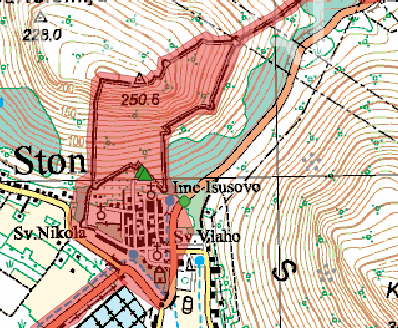 228,0
250.6
Ston
Imc Isusovo
Sv.Nikola
Sv.Vlaho
S
K